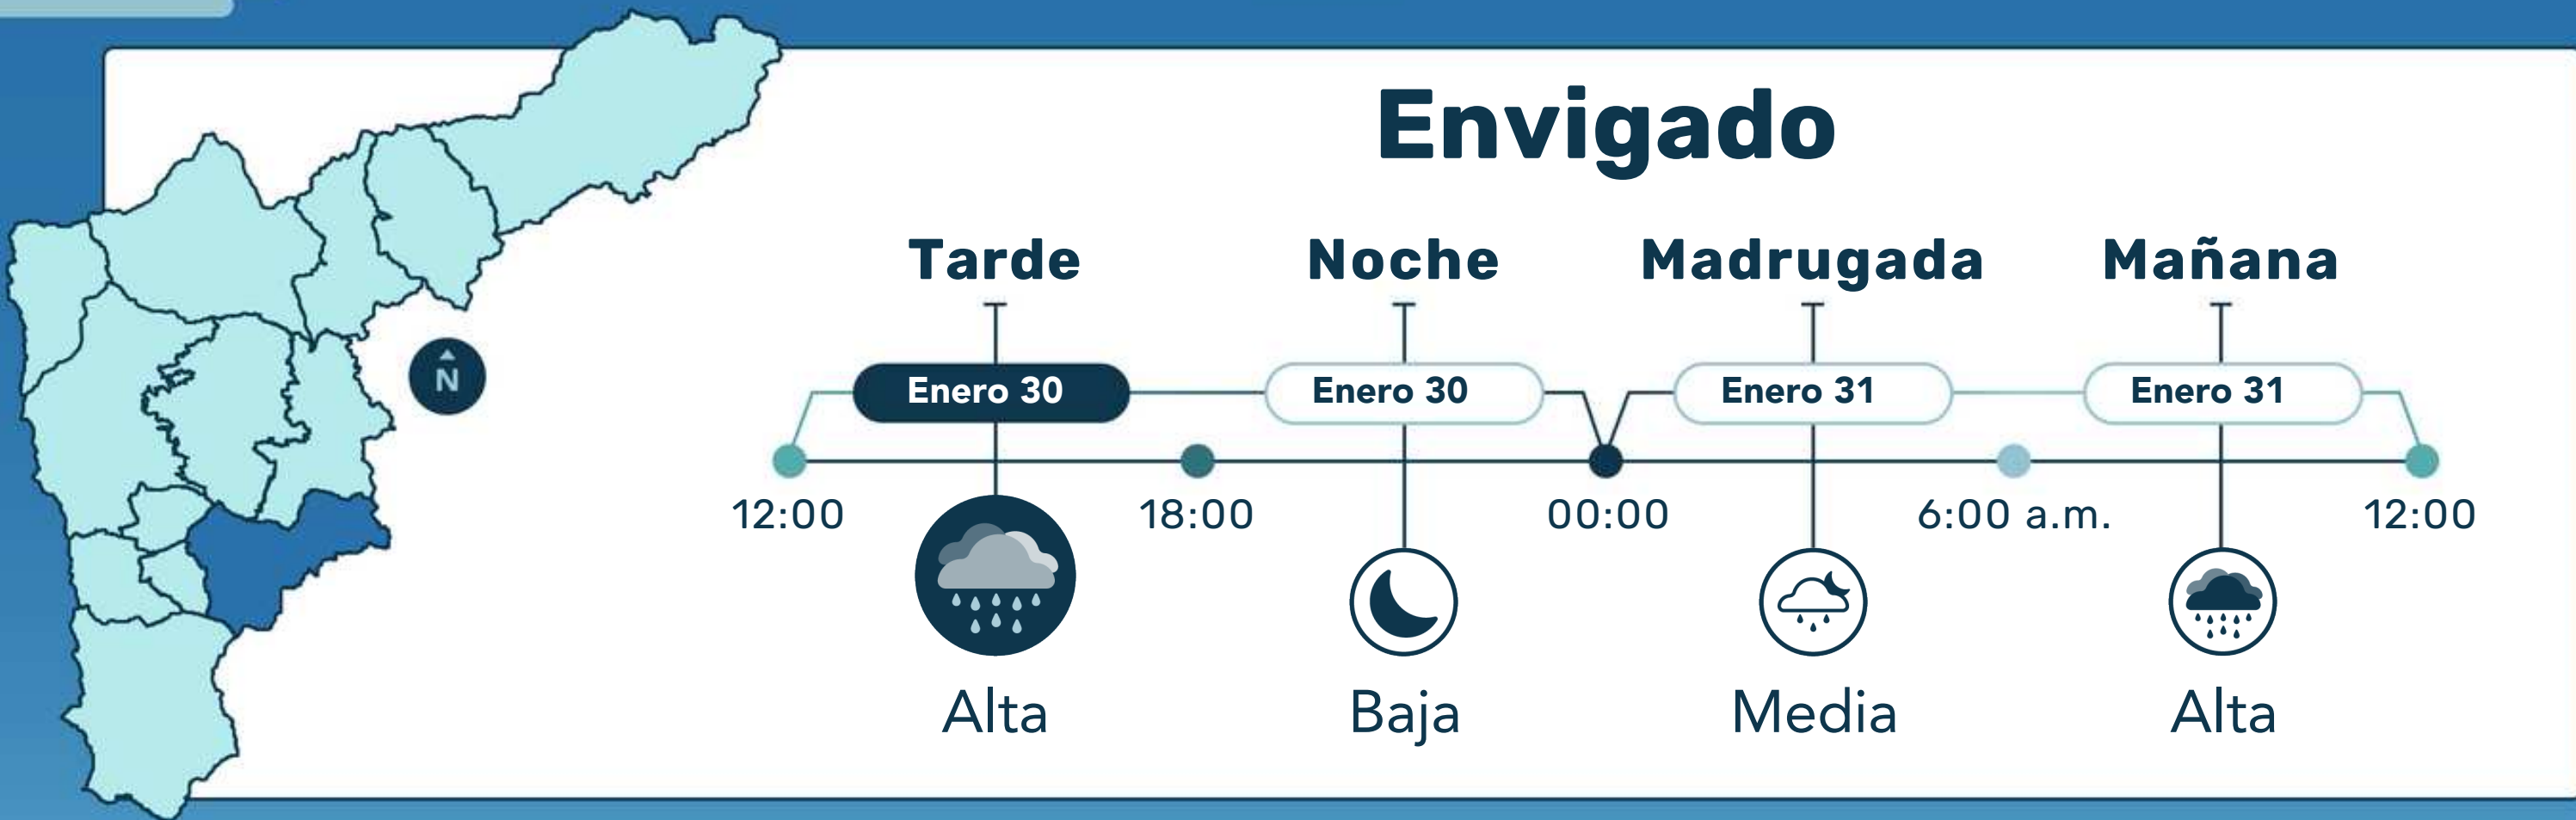 Envigado
Tarde Noche Madrugada Mañana
Enero 30 Enero 30 Enero 31 Enero 31
N
12:00 18:00 00:00 6:00 a.m. 12:00
Alta Baja Media Alta